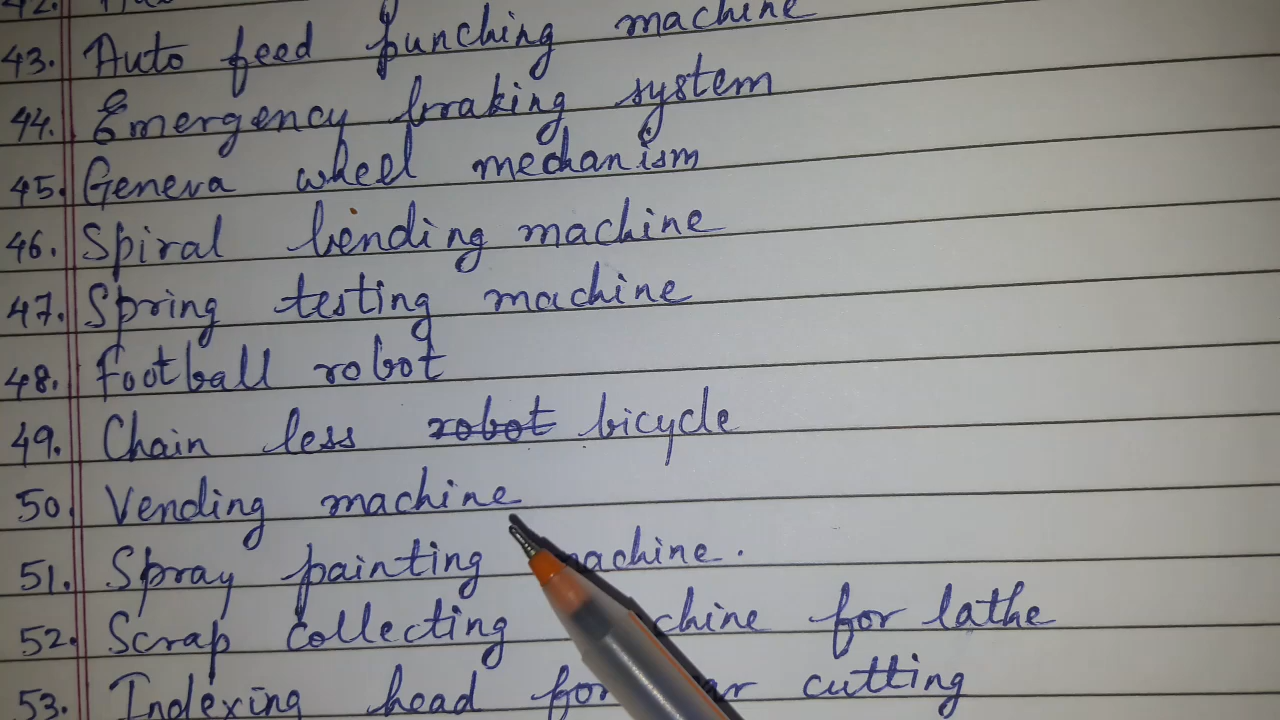 42.
43. Auto feed punching machine
44. Emergency braking system
45. Geneva wheel mechanism
46. Spiral bending machine
47. Spring testing machine
48. Football robot
49. Chain less robot bicycle
50. Vending machine
51. Spray painting machine.
52. Scrap collecting chine for lathe
53. Indexing head for cutting